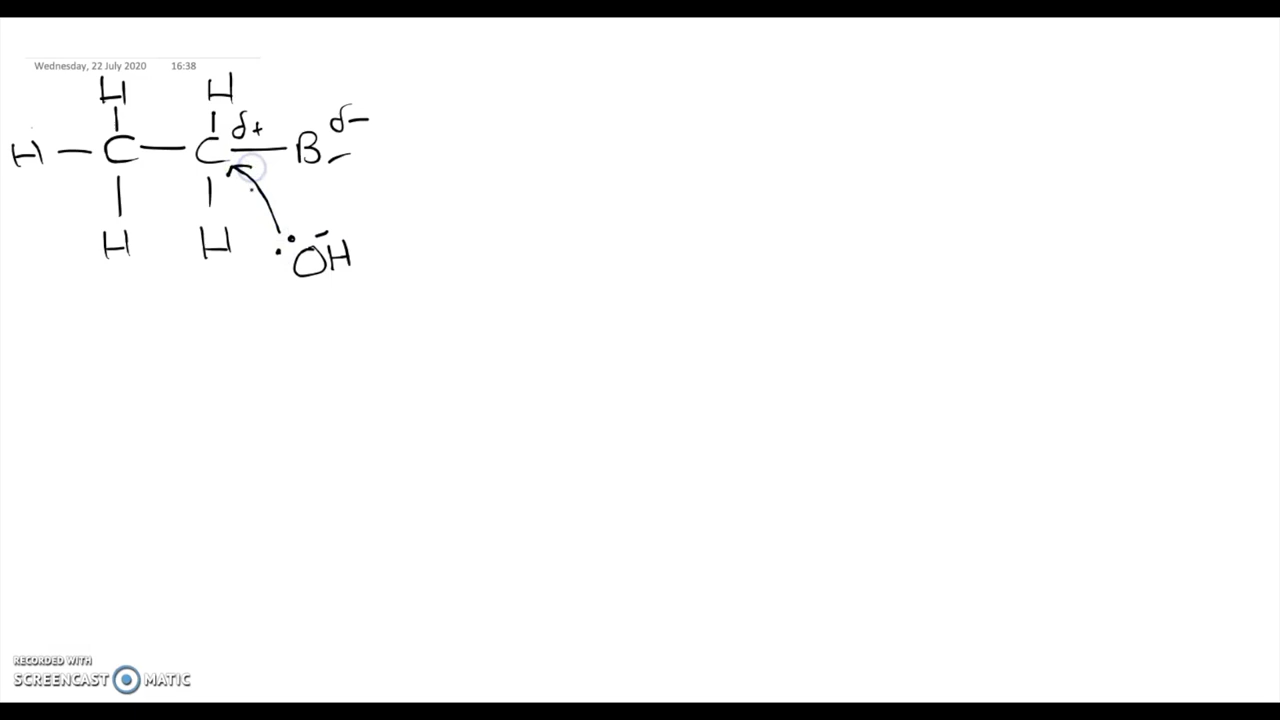 Wednesday, 22 July 2020 16:38
H H
H — C — C δ+ — Br δ−
H H :OH−
RECORDED WITH
SCREENCAST MATIC